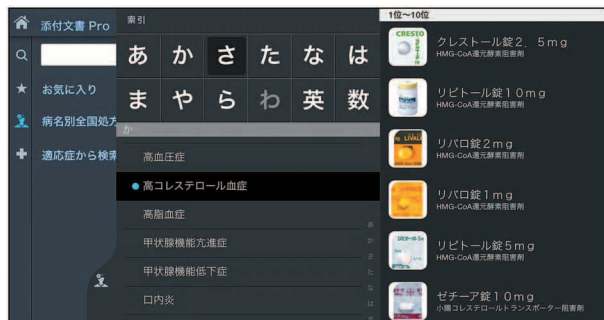 添付文書 Pro
お気に入り
病名別全国処方
適応症から検索
索引
あ か さ た な は
ま や ら わ 英 数
か
高血圧症
高コレステロール血症
高脂血症
甲状腺機能亢進症
甲状腺機能低下症
口内炎
あ
か
さ
た
な
は
1位〜10位
CRESTO
クレストール錠2．5mg
HMG-CoA還元酵素阻害剤
リピトール錠10mg
HMG-CoA還元酵素阻害剤
リバロ錠2mg
HMG-CoA還元酵素阻害剤
リバロ錠1mg
HMG-CoA還元酵素阻害剤
リピトール錠5mg
HMG-CoA還元酵素阻害剤
ゼチーア錠10mg
小腸コレステロールトランスポーター阻害剤